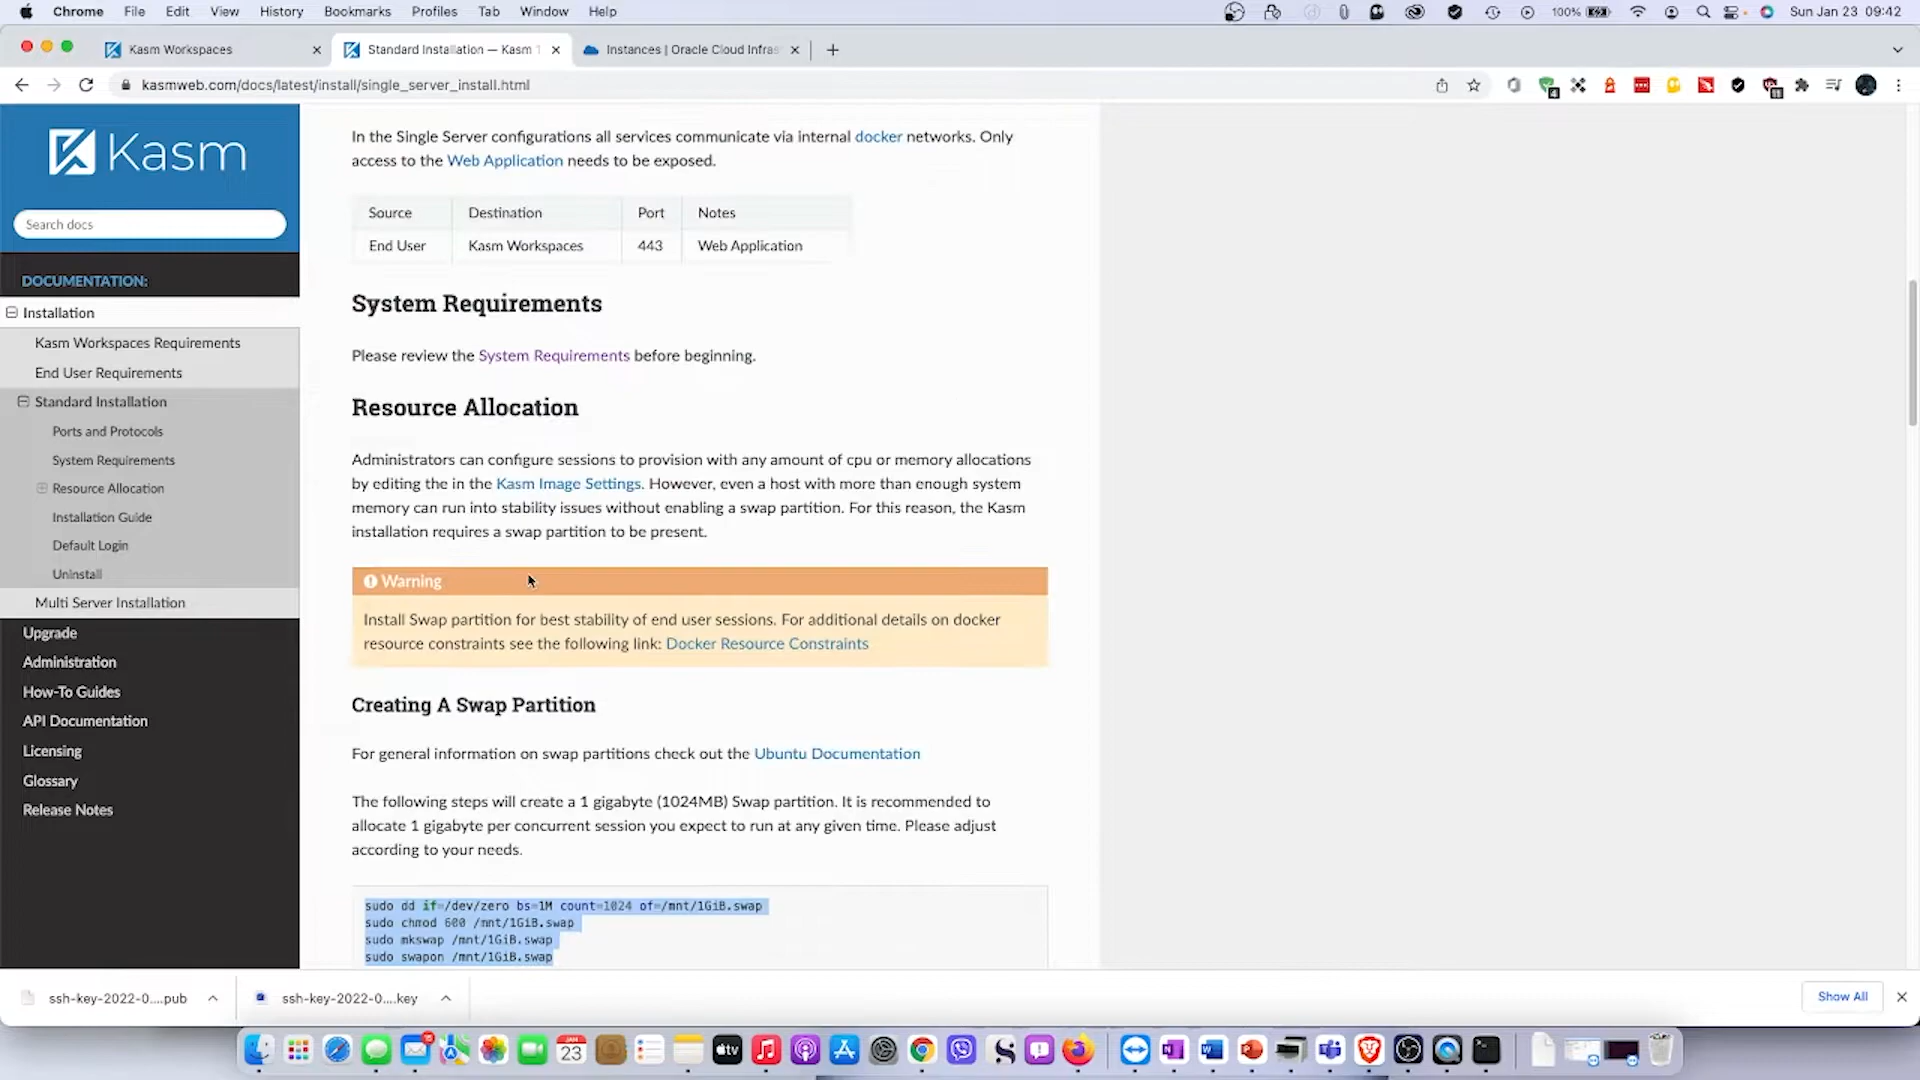 Chrome File Edit View History Bookmarks Profiles Tab Window Help
100% Sun Jan 23 09:42
Kasm Workspaces
Standard Installation — Kasm 1
Instances | Oracle Cloud Infras
kasmweb.com/docs/latest/install/single_server_install.html
Kasm
Search docs
DOCUMENTATION:
Installation
Kasm Workspaces Requirements
End User Requirements
Standard Installation
Ports and Protocols
System Requirements
Resource Allocation
Installation Guide
Default Login
Uninstall
Multi Server Installation
Upgrade
Administration
How-To Guides
API Documentation
Licensing
Glossary
Release Notes
In the Single Server configurations all services communicate via internal docker networks. Only
access to the Web Application needs to be exposed.
Source Destination Port Notes
End User Kasm Workspaces 443 Web Application
System Requirements
Please review the System Requirements before beginning.
Resource Allocation
Administrators can configure sessions to provision with any amount of cpu or memory allocations
by editing the in the Kasm Image Settings. However, even a host with more than enough system
memory can run into stability issues without enabling a swap partition. For this reason, the Kasm
installation requires a swap partition to be present.
Warning
Install Swap partition for best stability of end user sessions. For additional details on docker
resource constraints see the following link: Docker Resource Constraints
Creating A Swap Partition
For general information on swap partitions check out the Ubuntu Documentation
The following steps will create a 1 gigabyte (1024MB) Swap partition. It is recommended to
allocate 1 gigabyte per concurrent session you expect to run at any given time. Please adjust
according to your needs.
sudo dd if=/dev/zero bs=1M count=1024 of=/mnt/1GiB.swap
sudo chmod 600 /mnt/1GiB.swap
sudo mkswap /mnt/1GiB.swap
sudo swapon /mnt/1GiB.swap
ssh-key-2022-0....pub
ssh-key-2022-0....key
Show All
JAN
23
tv